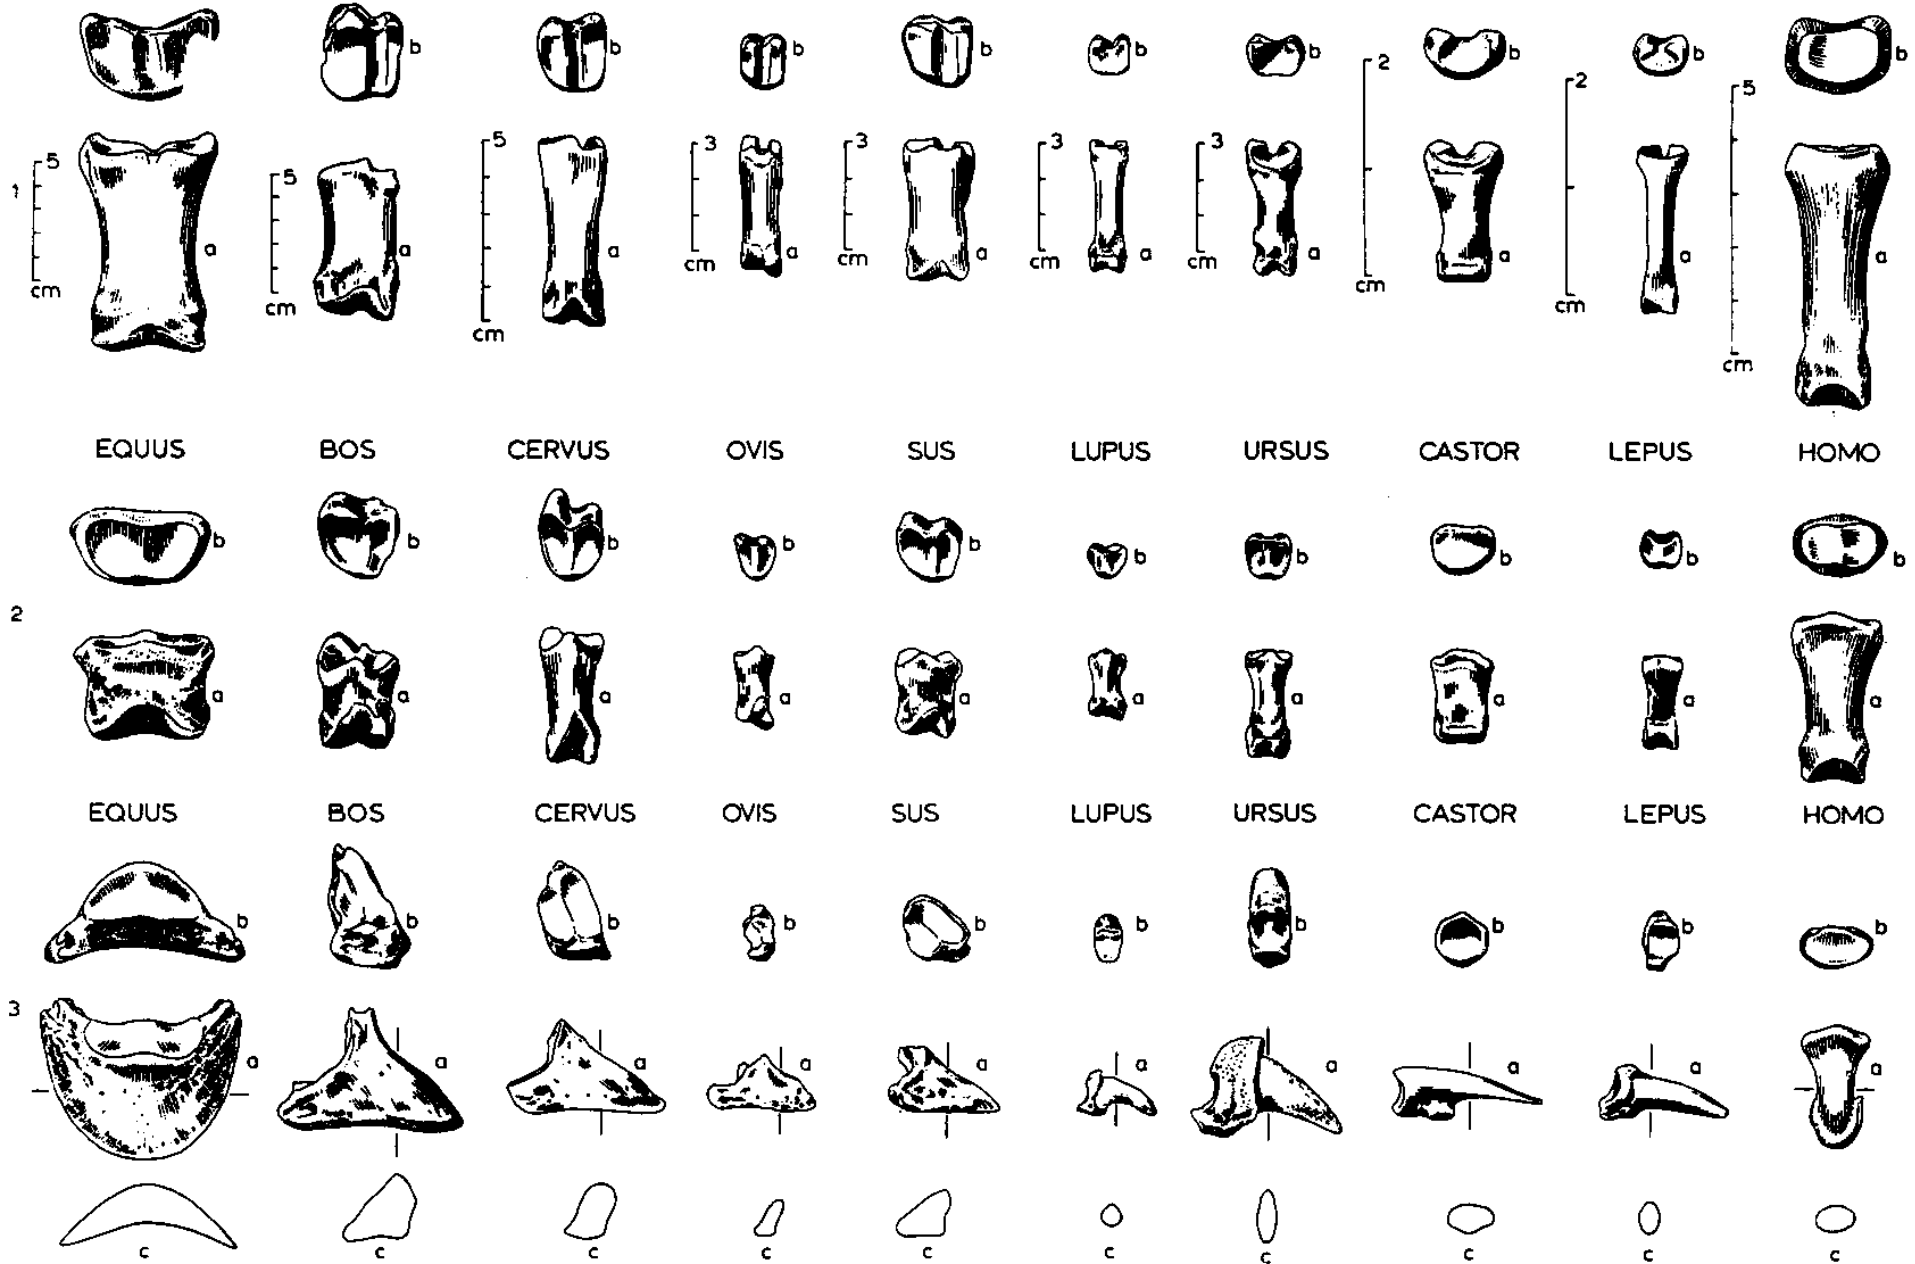 b b b b b b b b b
2 2 5
5 3 3 3 3
1 5 5
a a a a a a a a a a
cm cm cm cm cm cm cm cm cm cm
EQUUS BOS CERVUS OVIS SUS LUPUS URSUS CASTOR LEPUS HOMO
b b b b b b b b b b
2
a a a a a a a a a a
EQUUS BOS CERVUS OVIS SUS LUPUS URSUS CASTOR LEPUS HOMO
b b b b b b b b b b
3
a a a a a a a a a a
c c c c c c c c c c